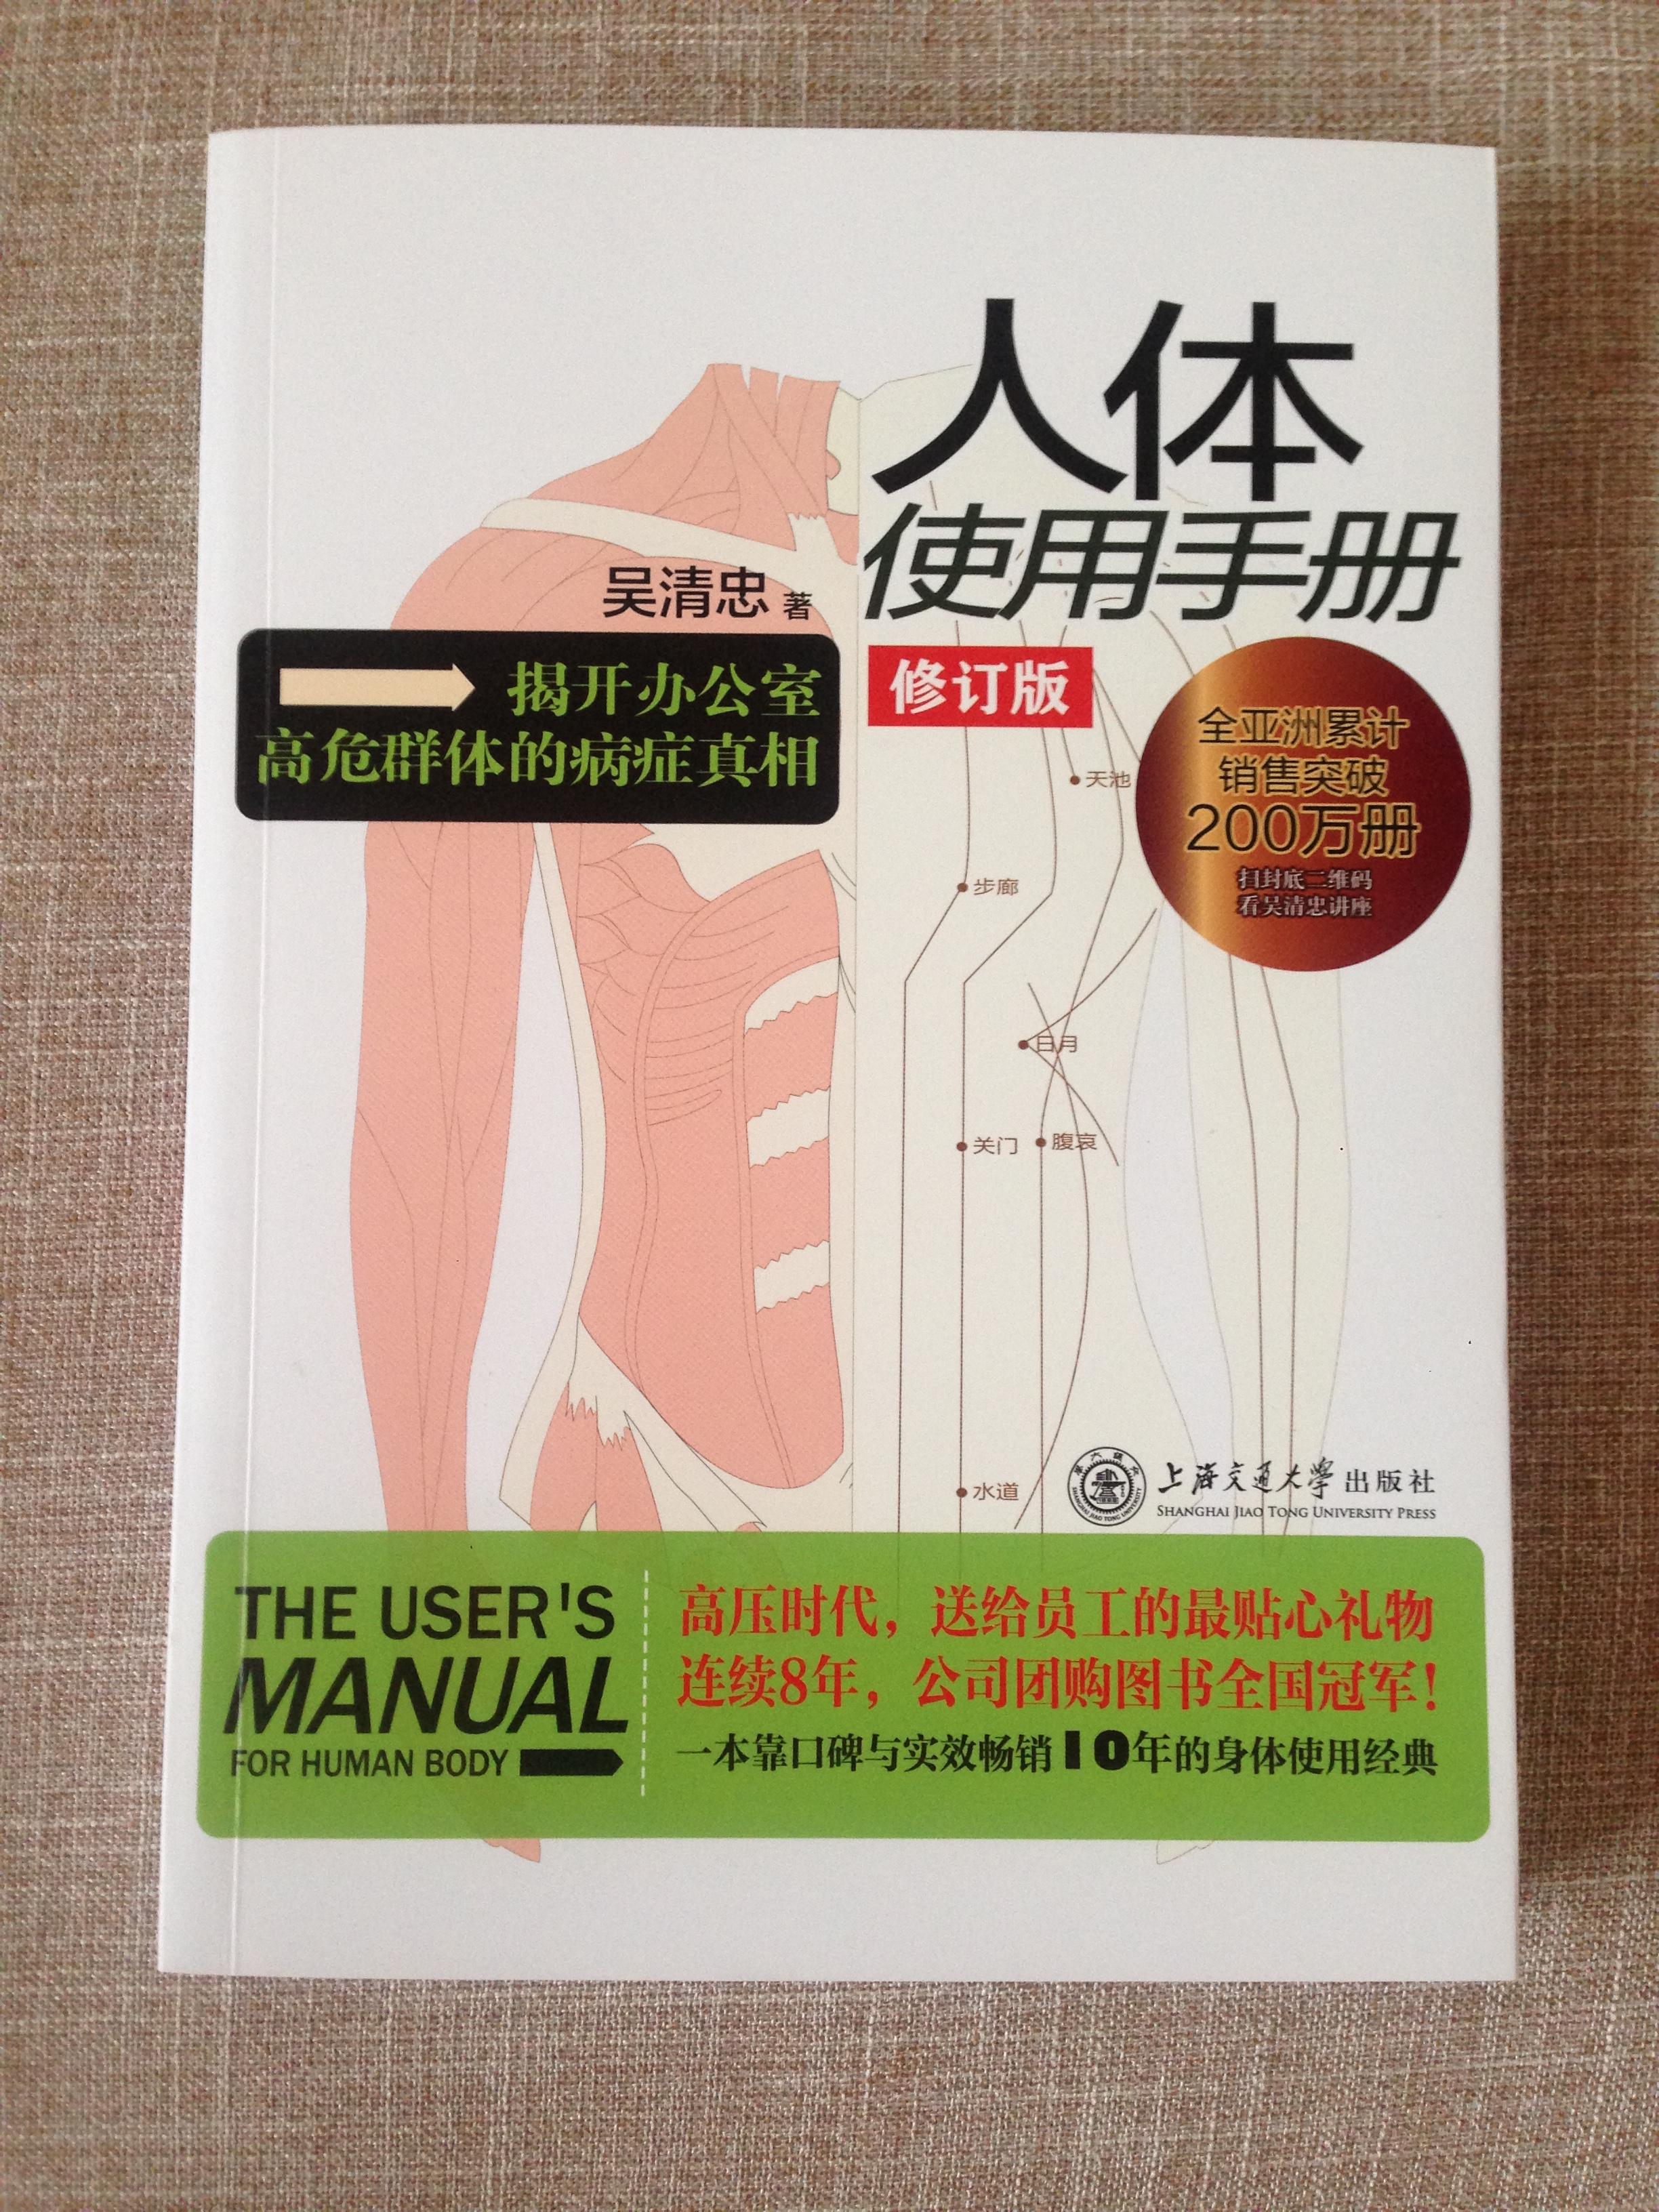 人体
使用手册
吴清忠 著
修订版
揭开办公室
高危群体的病症真相
全亚洲累计
销售突破
200万册
扫封底二维码
看吴清忠讲座
天池
步廊
日月
关门
腹哀
水道
上海交通大学出版社
SHANGHAI JIAO TONG UNIVERSITY PRESS
THE USER'S
MANUAL
FOR HUMAN BODY
高压时代，送给员工的最贴心礼物
连续8年，公司团购图书全国冠军！
一本靠口碑与实效畅销10年的身体使用经典